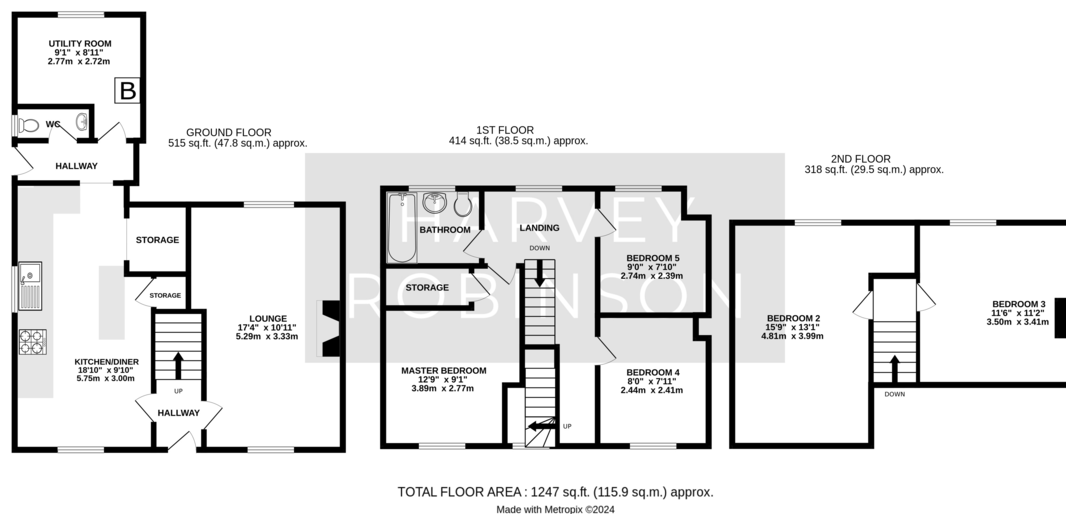 UTILITY ROOM
9'1" x 8'11"
2.77m x 2.72m
B
WC
HALLWAY
GROUND FLOOR
515 sq.ft. (47.8 sq.m.) approx.
STORAGE
STORAGE
LOUNGE
17'4" x 10'11"
5.29m x 3.33m
KITCHEN/DINER
18'10" x 9'10"
5.75m x 3.00m
UP
HALLWAY
1ST FLOOR
414 sq.ft. (38.5 sq.m.) approx.
HARVEY
ROBINSON
BATHROOM
LANDING
DOWN
STORAGE
BEDROOM 5
9'0" x 7'10"
2.74m x 2.39m
MASTER BEDROOM
12'9" x 9'1"
3.89m x 2.77m
BEDROOM 4
8'0" x 7'11"
2.44m x 2.41m
UP
2ND FLOOR
318 sq.ft. (29.5 sq.m.) approx.
BEDROOM 2
15'9" x 13'1"
4.81m x 3.99m
BEDROOM 3
11'6" x 11'2"
3.50m x 3.41m
DOWN
TOTAL FLOOR AREA : 1247 sq.ft. (115.9 sq.m.) approx.
Made with Metropix ©2024